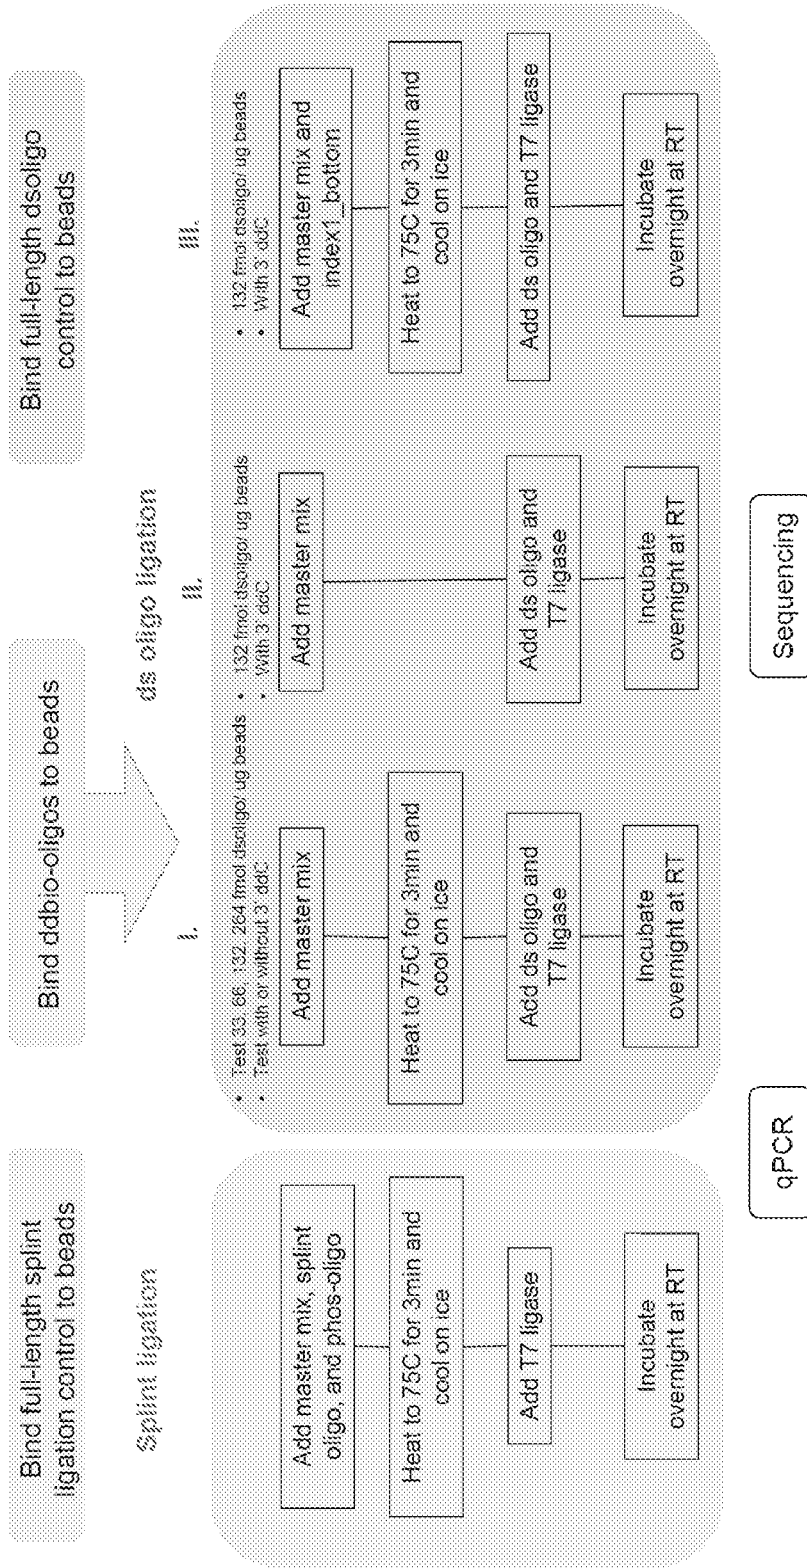 Bind full-length splint
ligation control to beads
Bind ddbio-oligos to beads
Bind full-length dsoligo
control to beads
Splint ligation
ds oligo ligation
Add master mix, splint
oligo, and phos-oligo
Heat to 75C for 3min and
cool on ice
Add T7 ligase
Incubate
overnight at RT
i.
• Test 33, 66, 132, 264 fmol dsoligo/ ug beads
• Test with or without 3' ddC
Add master mix
Heat to 75C for 3min and
cool on ice
Add ds oligo and
T7 ligase
Incubate
overnight at RT
ii.
• 132 fmol dsoligo/ ug beads
• With 3' ddC
Add master mix
Add ds oligo and
T7 ligase
Incubate
overnight at RT
iii.
• 132 fmol dsoligo/ ug beads
• With 3' ddC
Add master mix and
index1_bottom
Heat to 75C for 3min and
cool on ice
Add ds oligo and T7 ligase
Incubate
overnight at RT
qPCR
Sequencing